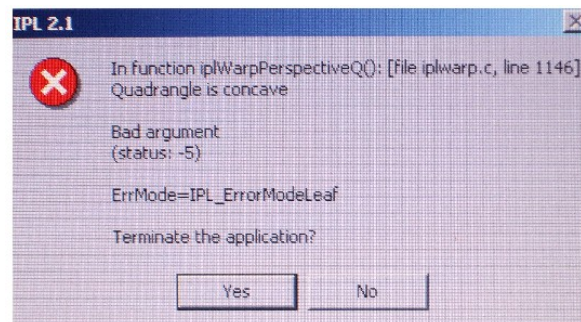 IPL 2.1
In function iplWarpPerspectiveQ(): [file iplwarp.c, line 1146]
Quadrangle is concave
Bad argument
(status: -5)
ErrMode=IPL_ErrorModeLeaf
Terminate the application?
Yes No